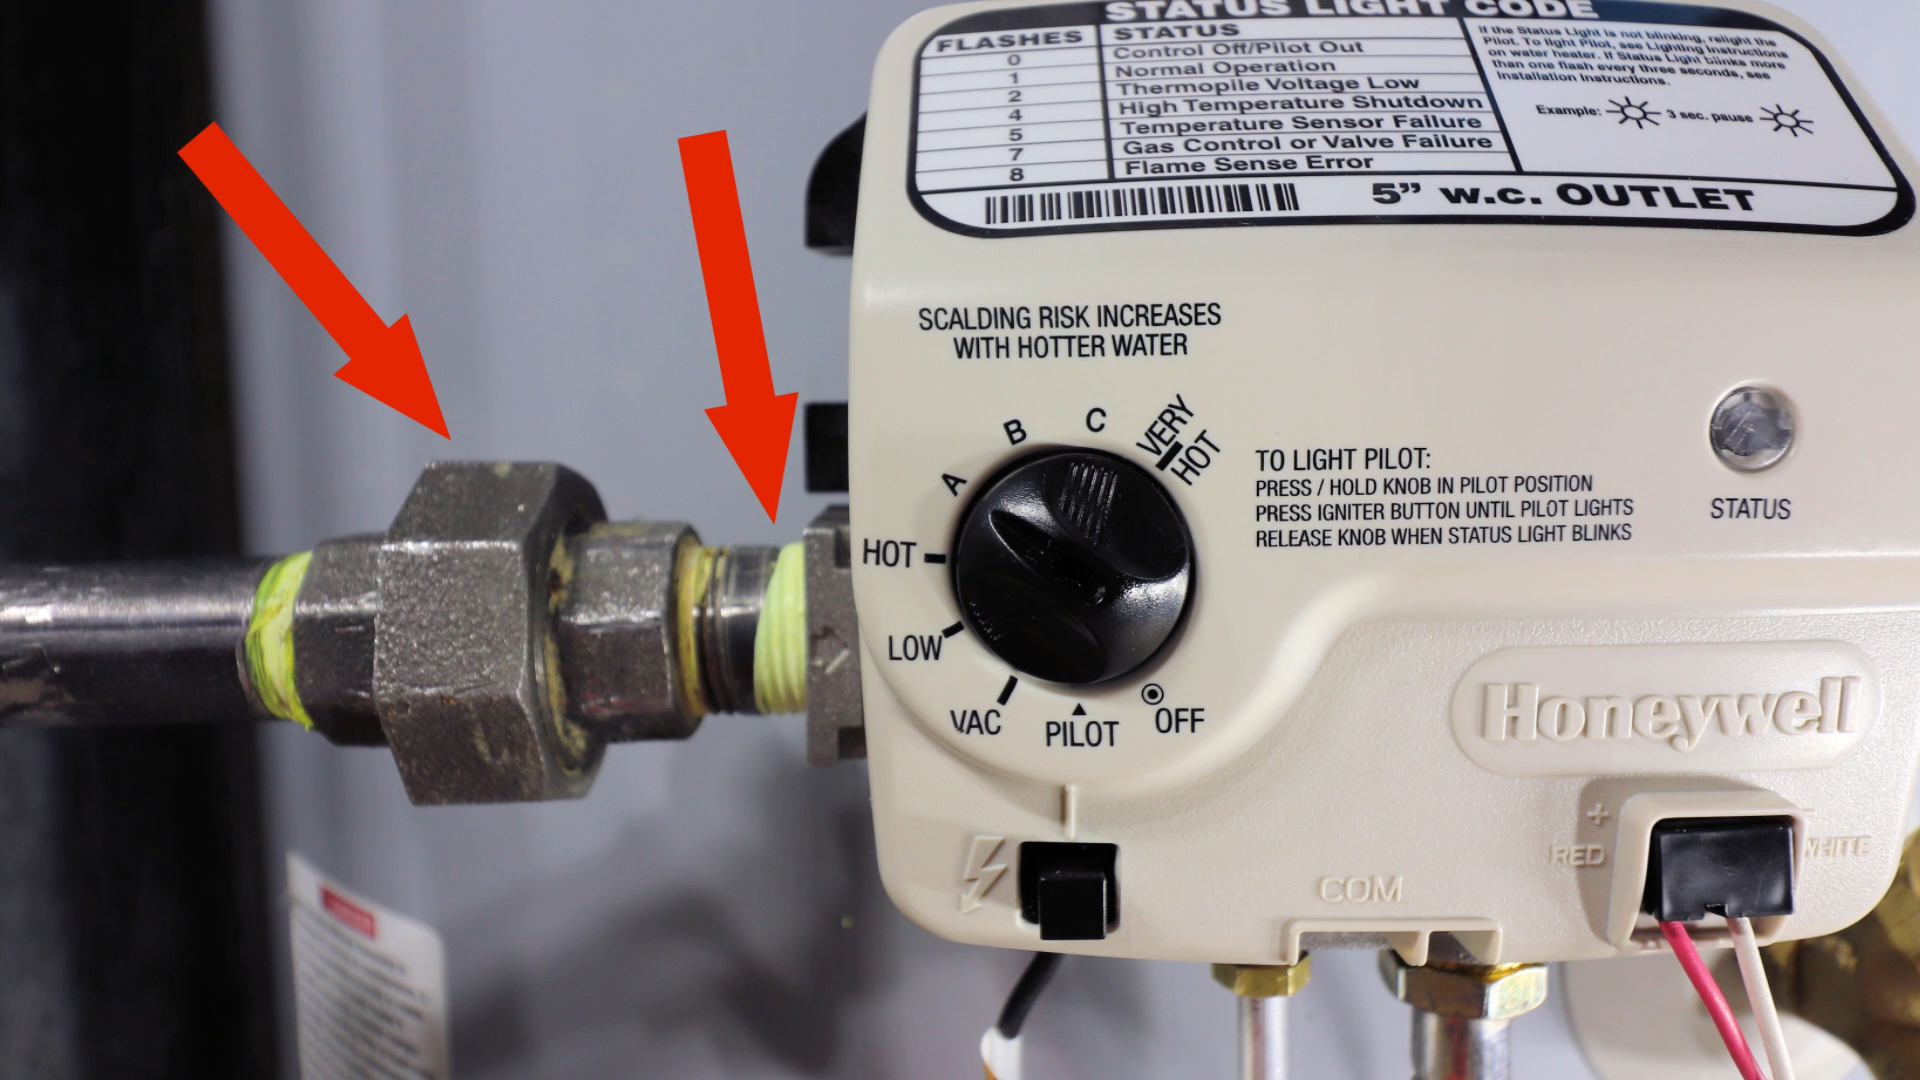 STATUS LIGHT CODE
FLASHES STATUS
0 Control Off/Pilot Out
1 Normal Operation
2 Thermopile Voltage Low
4 High Temperature Shutdown
5 Temperature Sensor Failure
7 Gas Control or Valve Failure
8 Flame Sense Error
If the Status Light is not blinking, relight the
Pilot. To light Pilot, see Lighting Instructions
on water heater. If Status Light blinks more
than one flash every three seconds, see
Installation Instructions.
Example: 3 sec. pause
5” w.c. OUTLET
SCALDING RISK INCREASES
WITH HOTTER WATER
VERY
HOT
C
B
A
HOT
LOW
VAC
PILOT
OFF
TO LIGHT PILOT:
PRESS / HOLD KNOB IN PILOT POSITION
PRESS IGNITER BUTTON UNTIL PILOT LIGHTS
RELEASE KNOB WHEN STATUS LIGHT BLINKS
STATUS
Honeywell
+ -
RED WHITE
COM